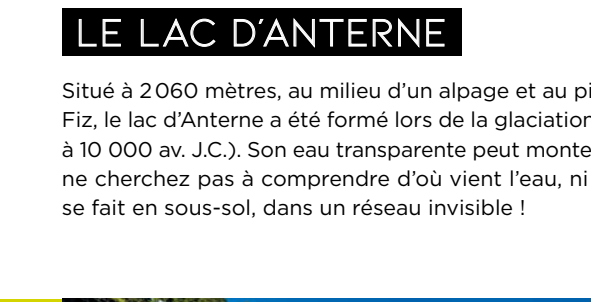 LE LAC D'ANTERNE
Situé à 2060 mètres, au milieu d'un alpage et au
Fiz, le lac d'Anterne a été formé lors de la glaciation
à 10 000 av. J.C.). Son eau transparente peut
ne cherchez pas à comprendre d'où vient l'eau, ni
se fait en sous-sol, dans un réseau invisible !